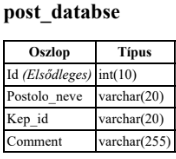 post_databse
Oszlop Típus
Id (Elsődleges) int(10)
Postolo_neve varchar(20)
Kep_id varchar(20)
Comment varchar(255)